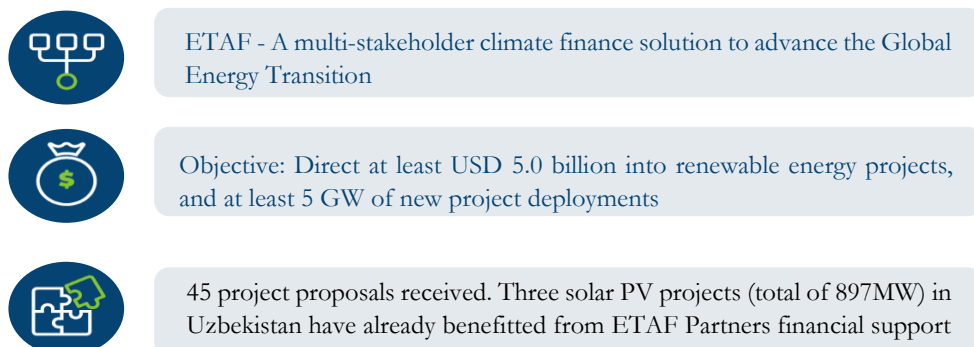 ETAF - A multi-stakeholder climate finance solution to advance the Global
Energy Transition
$
Objective: Direct at least USD 5.0 billion into renewable energy projects,
and at least 5 GW of new project deployments
45 project proposals received. Three solar PV projects (total of 897MW) in
Uzbekistan have already benefitted from ETAF Partners financial support